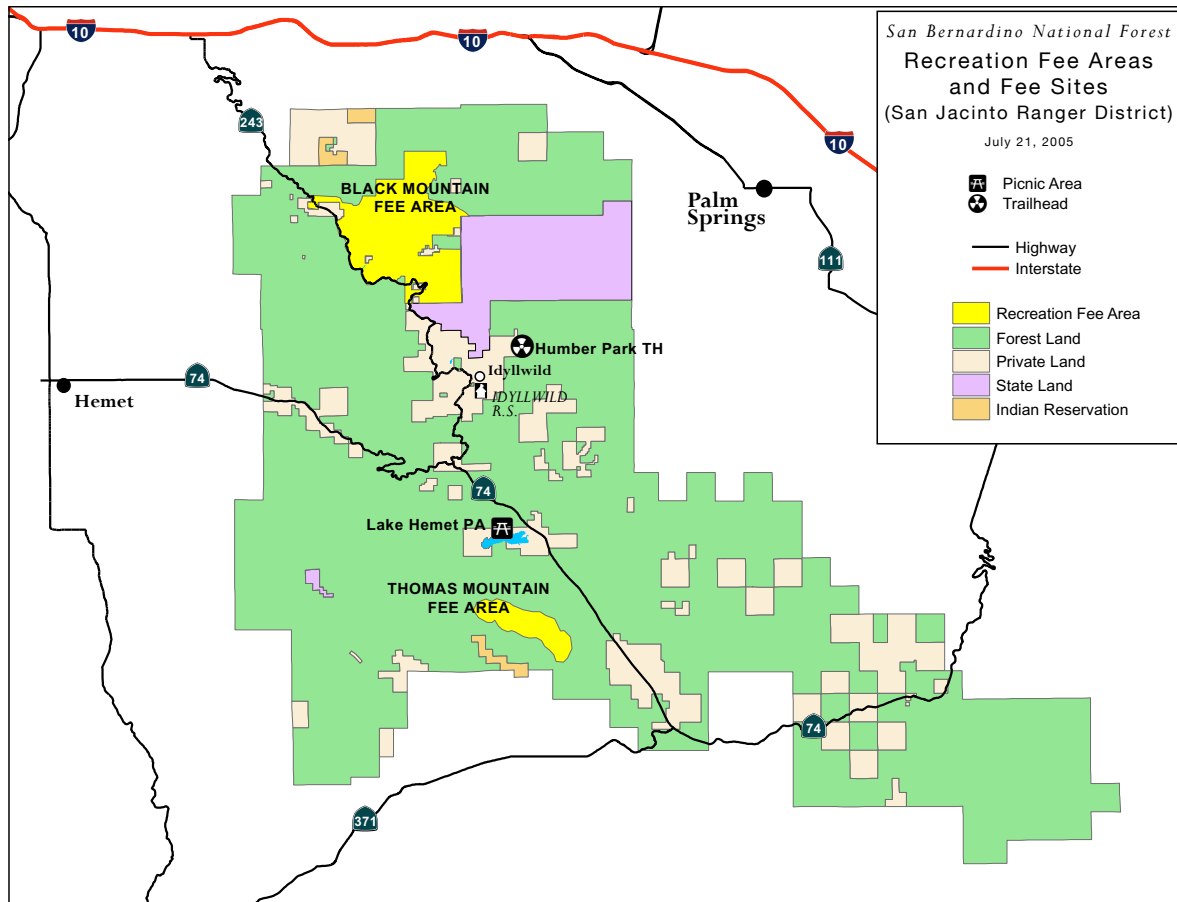 San Bernardino National Forest
Recreation Fee Areas
and Fee Sites
(San Jacinto Ranger District)
July 21, 2005
Picnic Area
Trailhead
Highway
Interstate
Recreation Fee Area
Forest Land
Private Land
State Land
Indian Reservation
10
10
10
243
BLACK MOUNTAIN
FEE AREA
Palm
Springs
111
Humber Park TH
Idyllwild
IDYLLWILD
R.S.
74
Hemet
74
Lake Hemet PA
THOMAS MOUNTAIN
FEE AREA
74
371